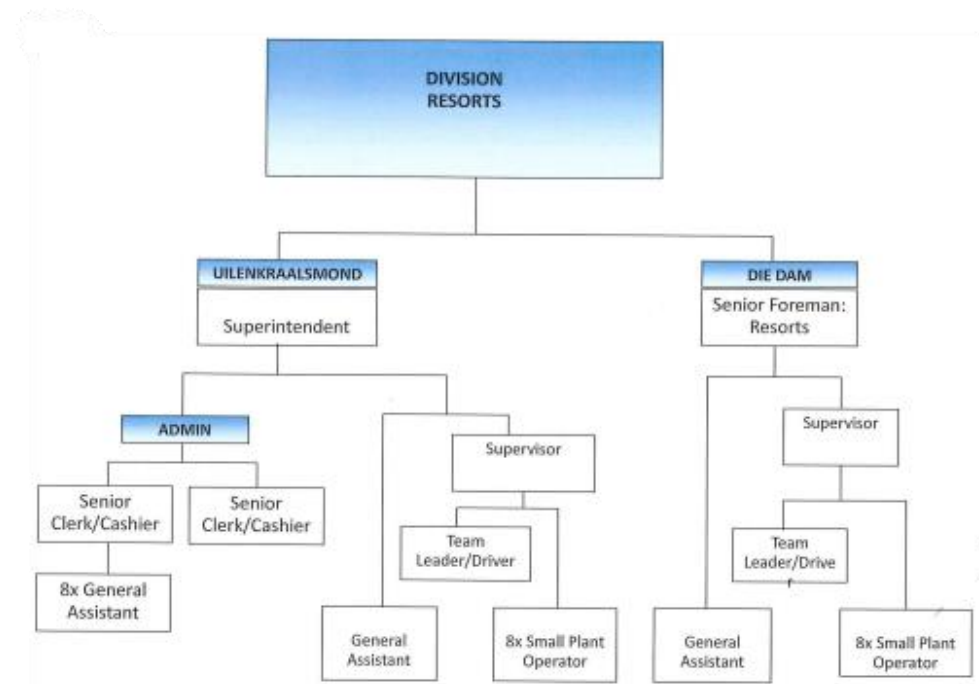 DIVISION
RESORTS
UILENKRAALSMOND
Superintendent
DIE DAM
Senior Foreman:
Resorts
ADMIN
Senior
Clerk/Cashier
Senior
Clerk/Cashier
8x General
Assistant
Supervisor
Team
Leader/Driver
General
Assistant
8x Small Plant
Operator
Supervisor
Team
Leader/Drive
r
General
Assistant
8x Small Plant
Operator